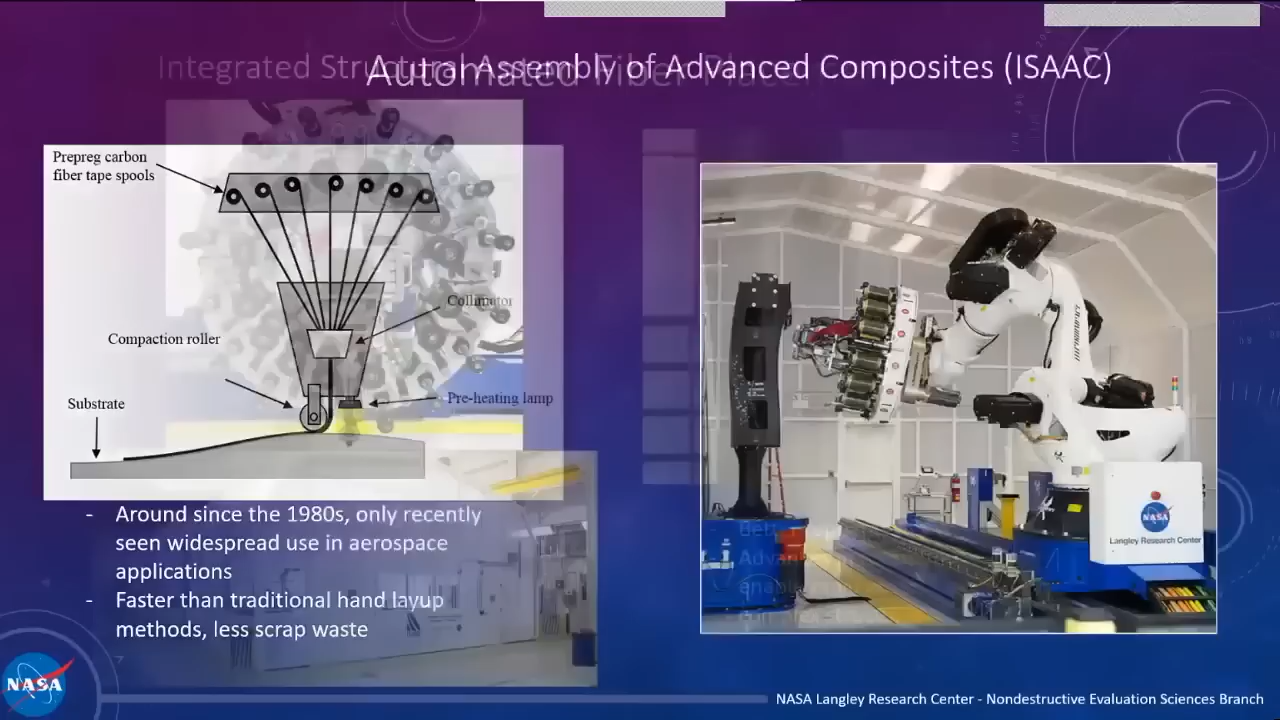 Integrated Structural Assembly of Advanced Composites (ISAAC)
Automated Fiber
Prepreg carbon
fiber tape spools
Collimator
Compaction roller
Pre-heating lamp
Substrate
- Around since the 1980s, only recently
seen widespread use in aerospace
applications
- Faster than traditional hand layup
methods, less scrap waste
NASA
Langley Research Center
NASA
NASA Langley Research Center - Nondestructive Evaluation Sciences Branch